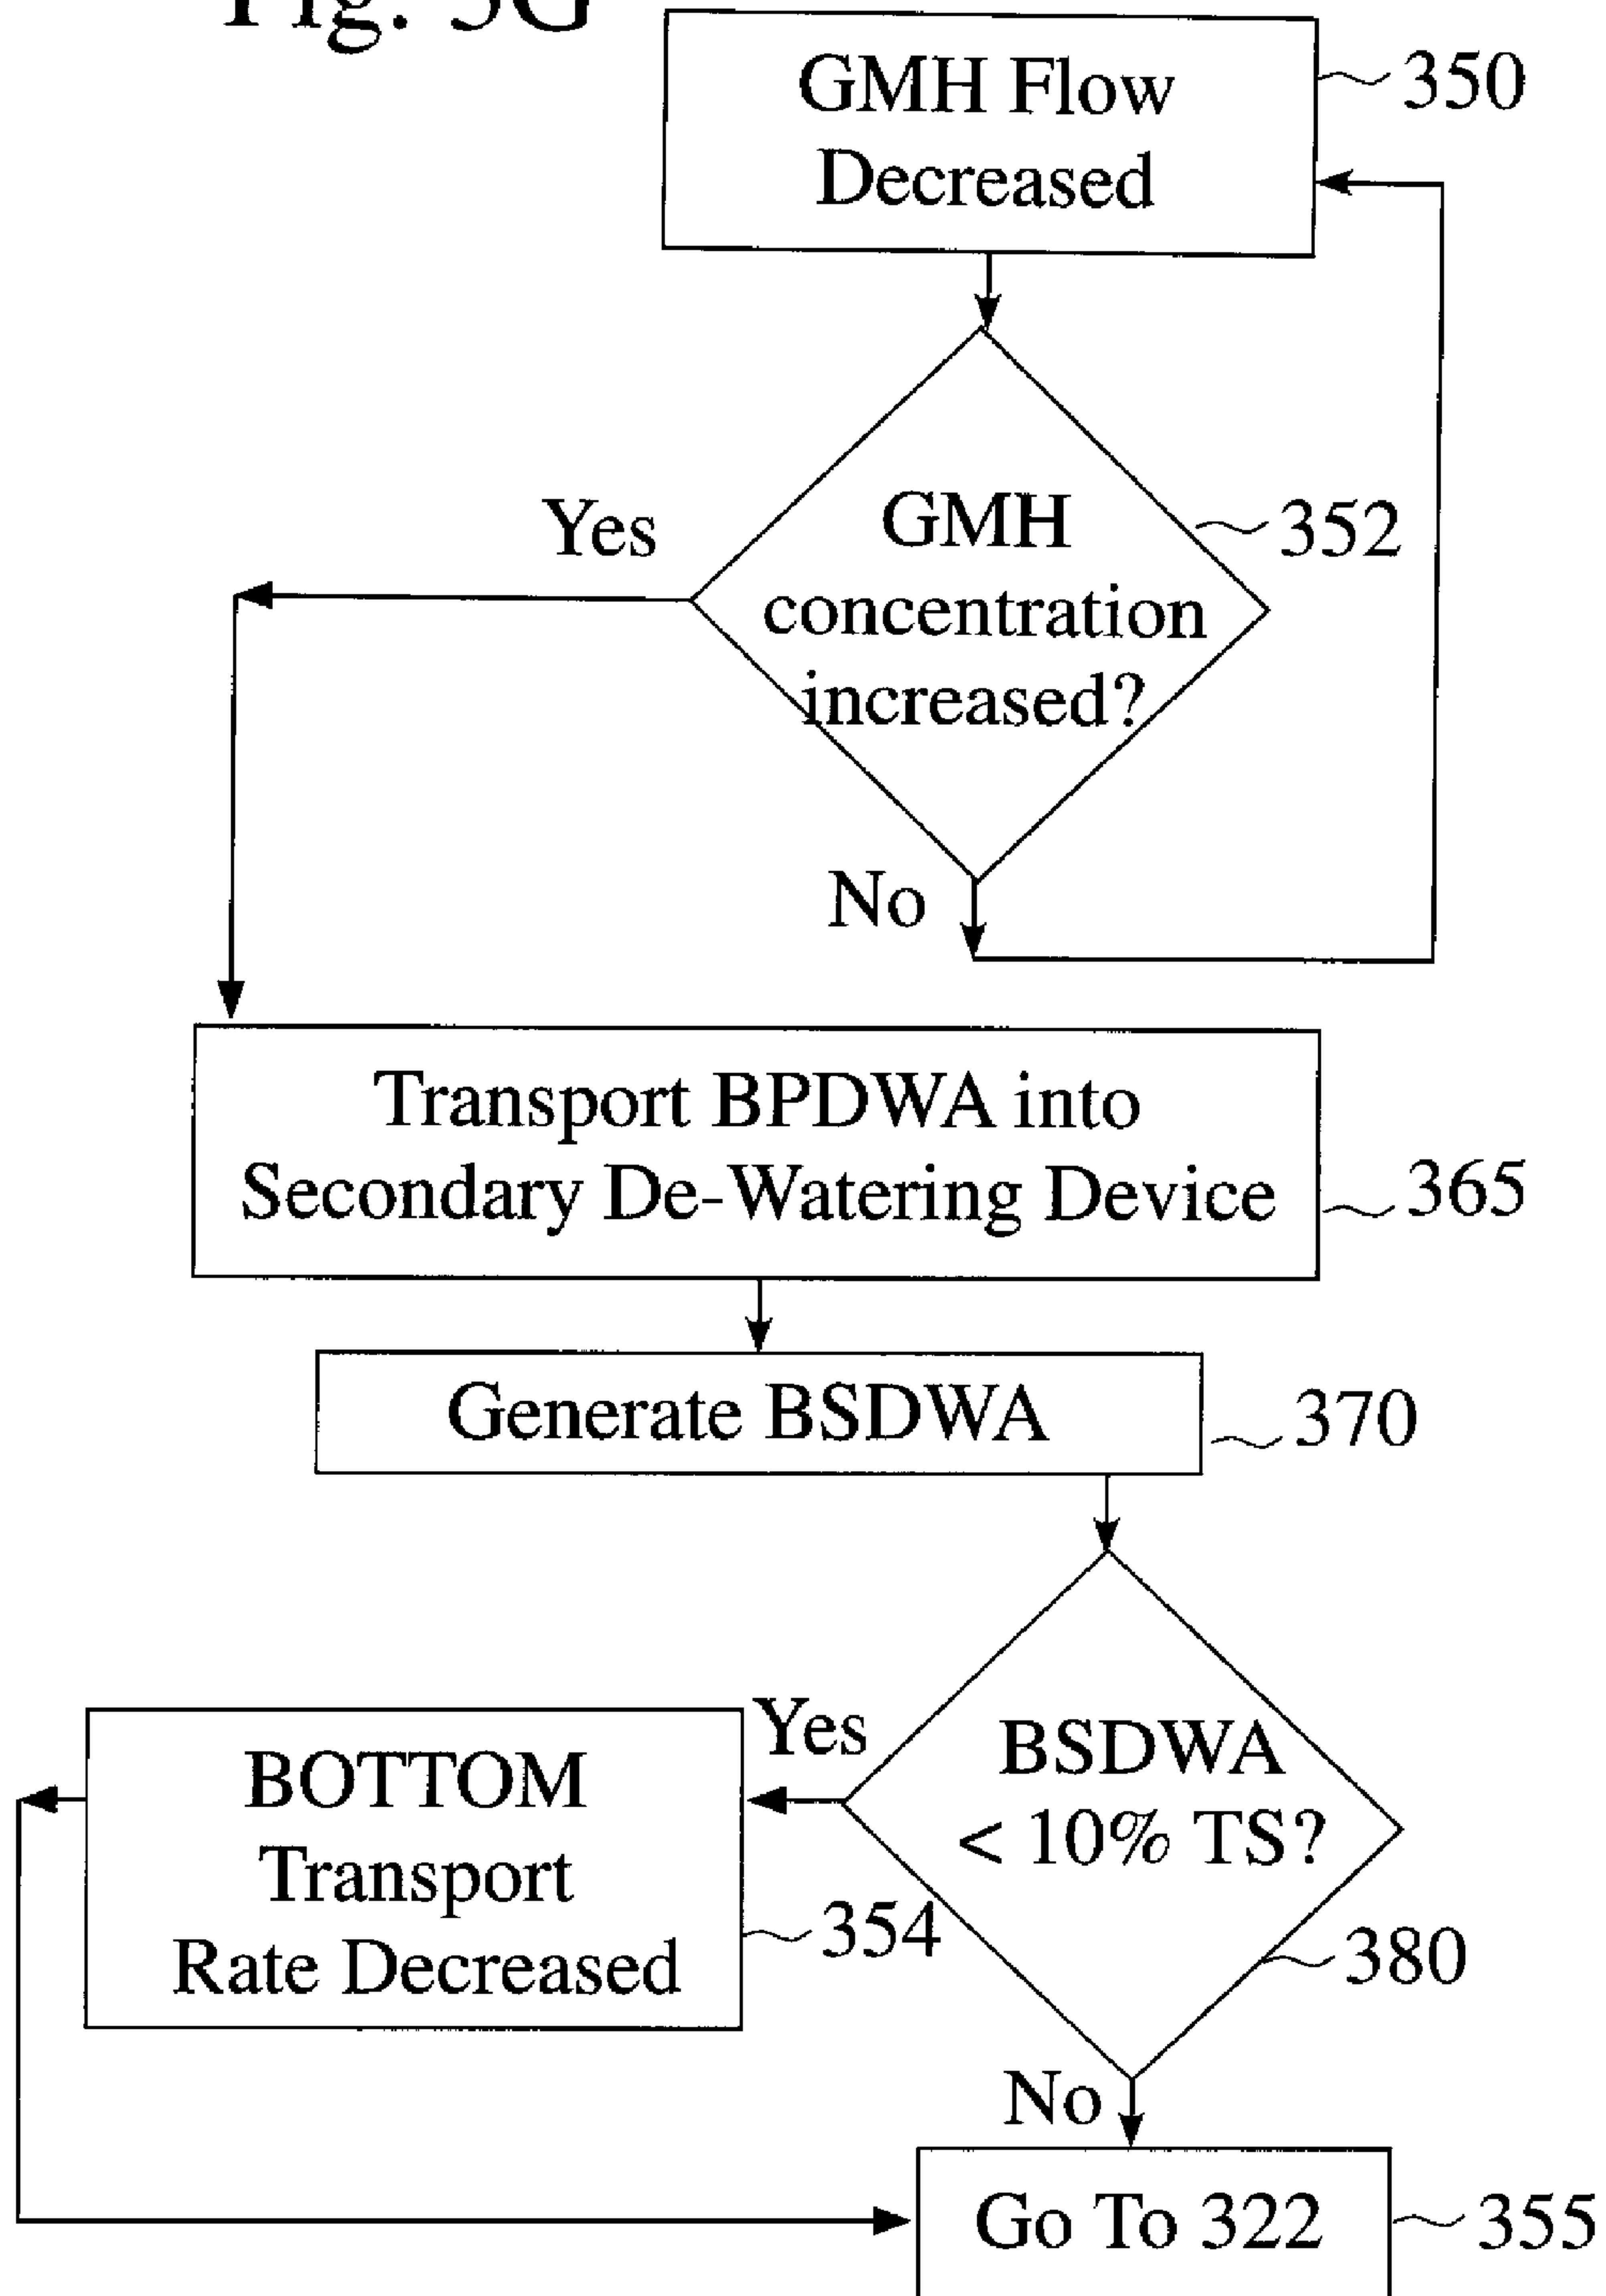 Fig. 5G
GMH Flow
Decreased
350
GMH
concentration
increased?
352
Yes
No
Transport BPDWA into
Secondary De-Watering Device
365
Generate BSDWA
370
BSDWA
< 10% TS?
380
Yes
BOTTOM
Transport
Rate Decreased
354
No
Go To 322
355